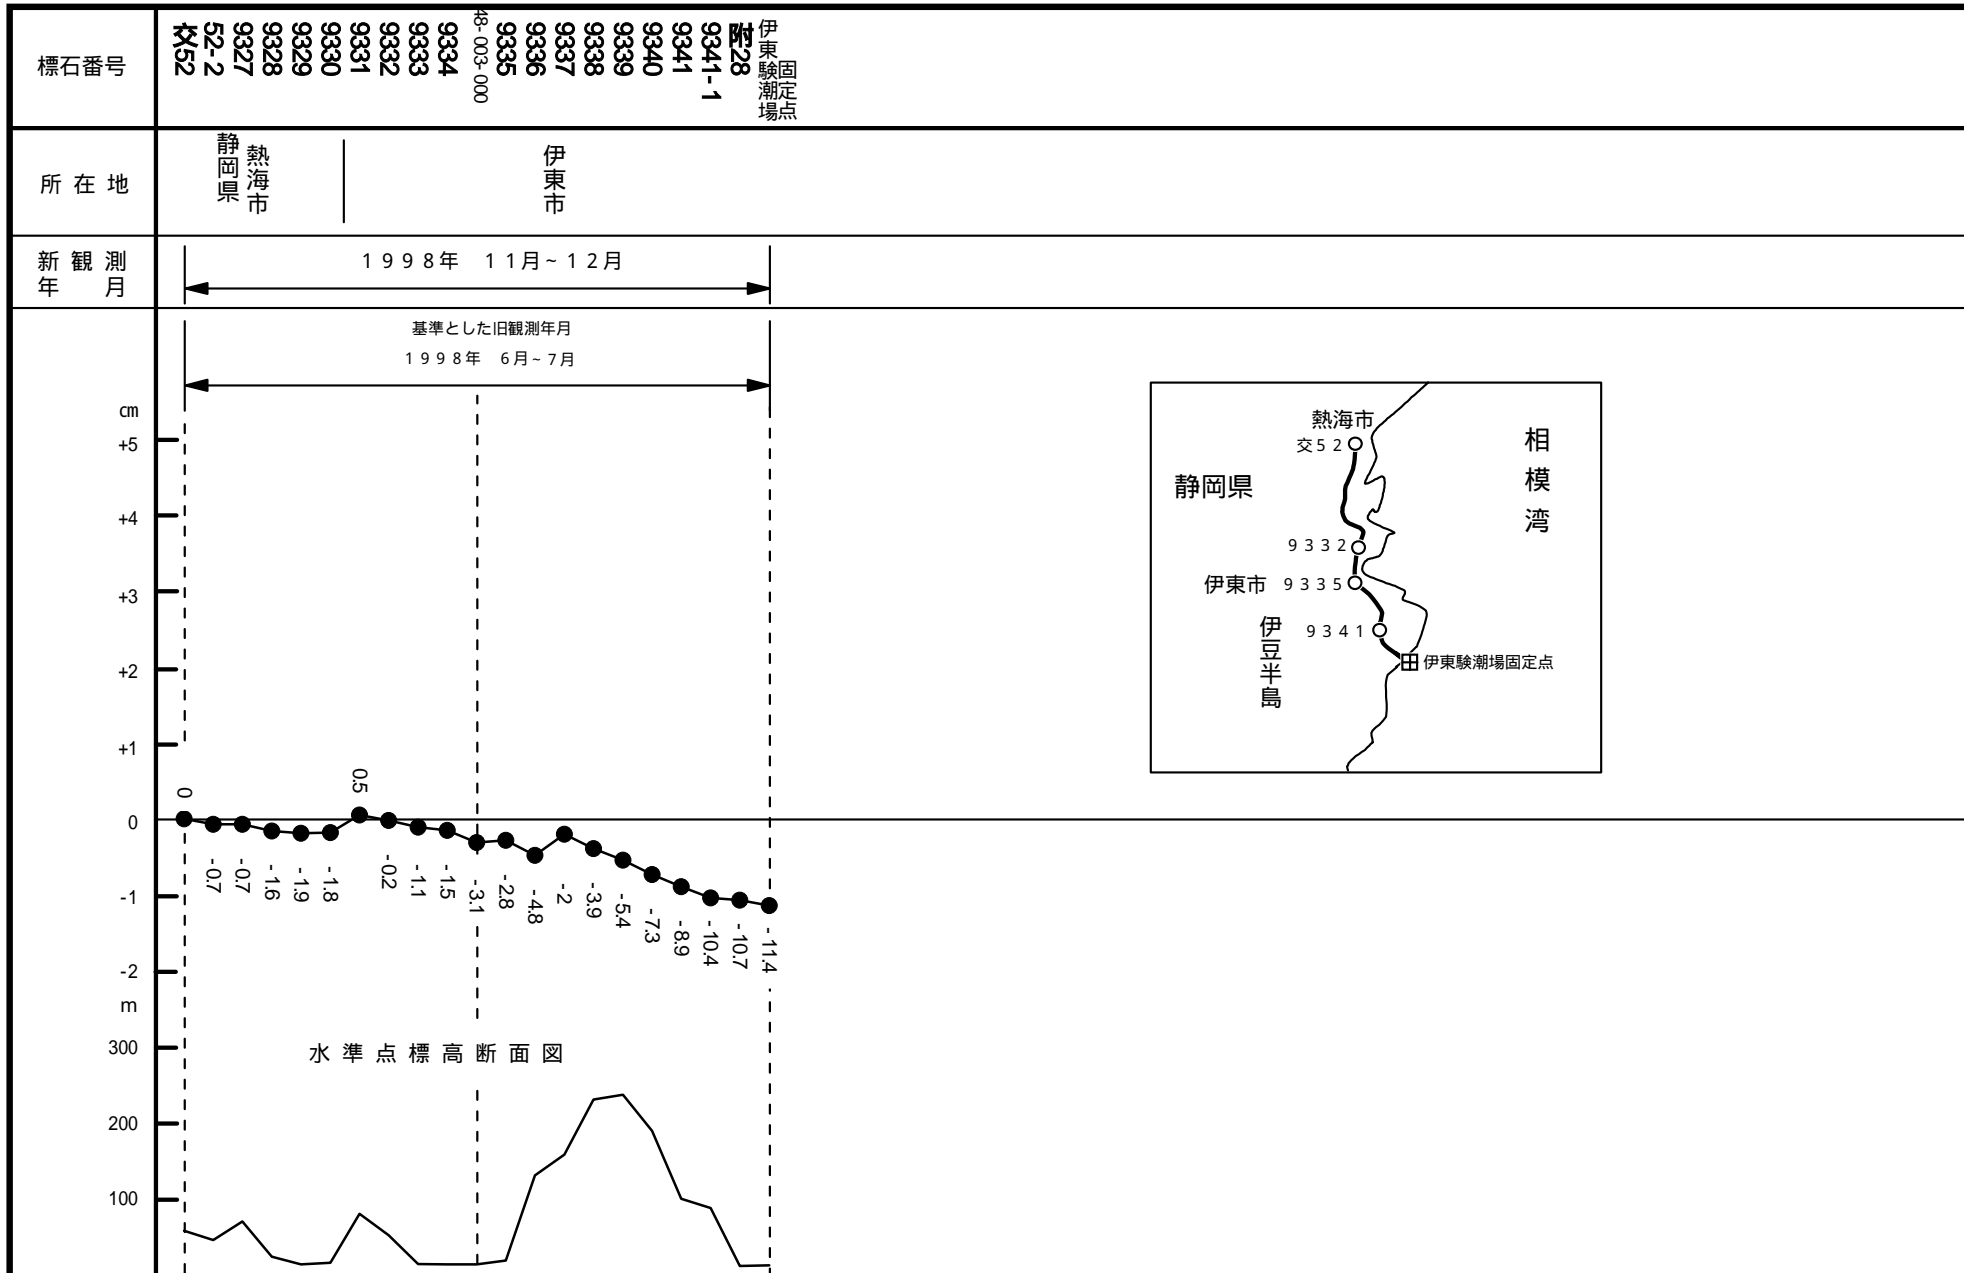 標石番号
交52
52-2
9327
9328
9329
9330
9331
9332
9333
9334
48-003-000
9335
9336
9337
9338
9339
9340
9341
9341-1
附28
伊東験潮場
固定点
所在地
静岡県
熱海市
伊東市
新観測
年月
1998年 11月~12月
基準とした旧観測年月
1998年 6月~7月
cm
+5
+4
+3
+2
+1
0
-1
-2
0
-0.7
-0.7
-1.6
-1.9
-1.8
0.5
-0.2
-1.1
-1.5
-3.1
-2.8
-4.8
-2
-3.9
-5.4
-7.3
-8.9
-10.4
-10.7
-11.4
m
300
200
100
水準点標高断面図
熱海市
交52
静岡県
相模湾
9332
伊東市
9335
伊豆半島
9341
伊東験潮場固定点